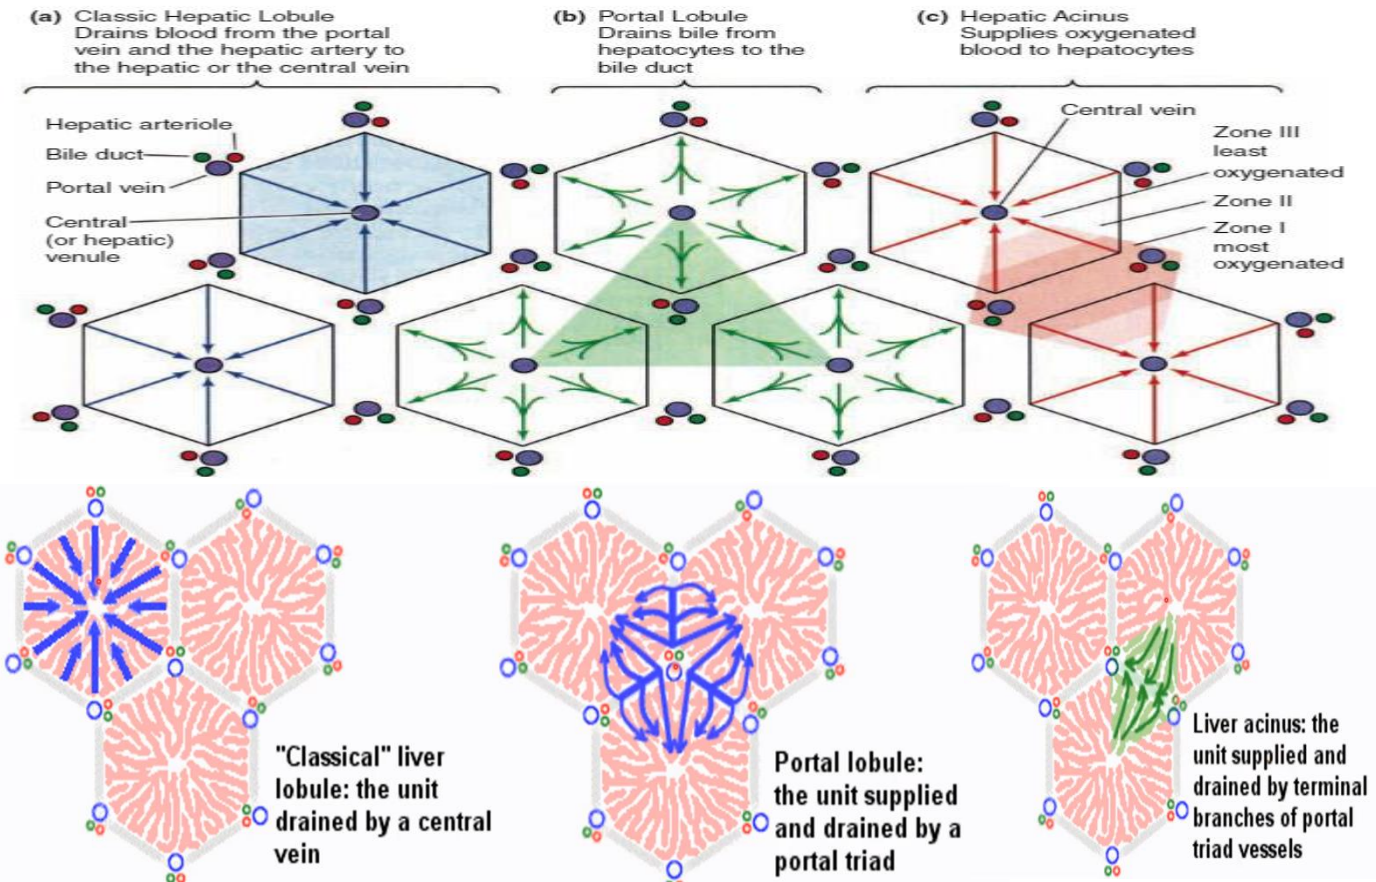 (a) Classic Hepatic Lobule
Drains blood from the portal
vein and the hepatic artery to
the hepatic or the central vein
(b) Portal Lobule
Drains bile from
hepatocytes to the
bile duct
(c) Hepatic Acinus
Supplies oxygenated
blood to hepatocytes
Hepatic arteriole
Bile duct
Portal vein
Central
(or hepatic)
venule
Central vein
Zone III
least
oxygenated
Zone II
Zone I
most
oxygenated
"Classical" liver
lobule: the unit
drained by a central
vein
Portal lobule:
the unit supplied
and drained by a
portal triad
Liver acinus: the
unit supplied and
drained by terminal
branches of portal
triad vessels